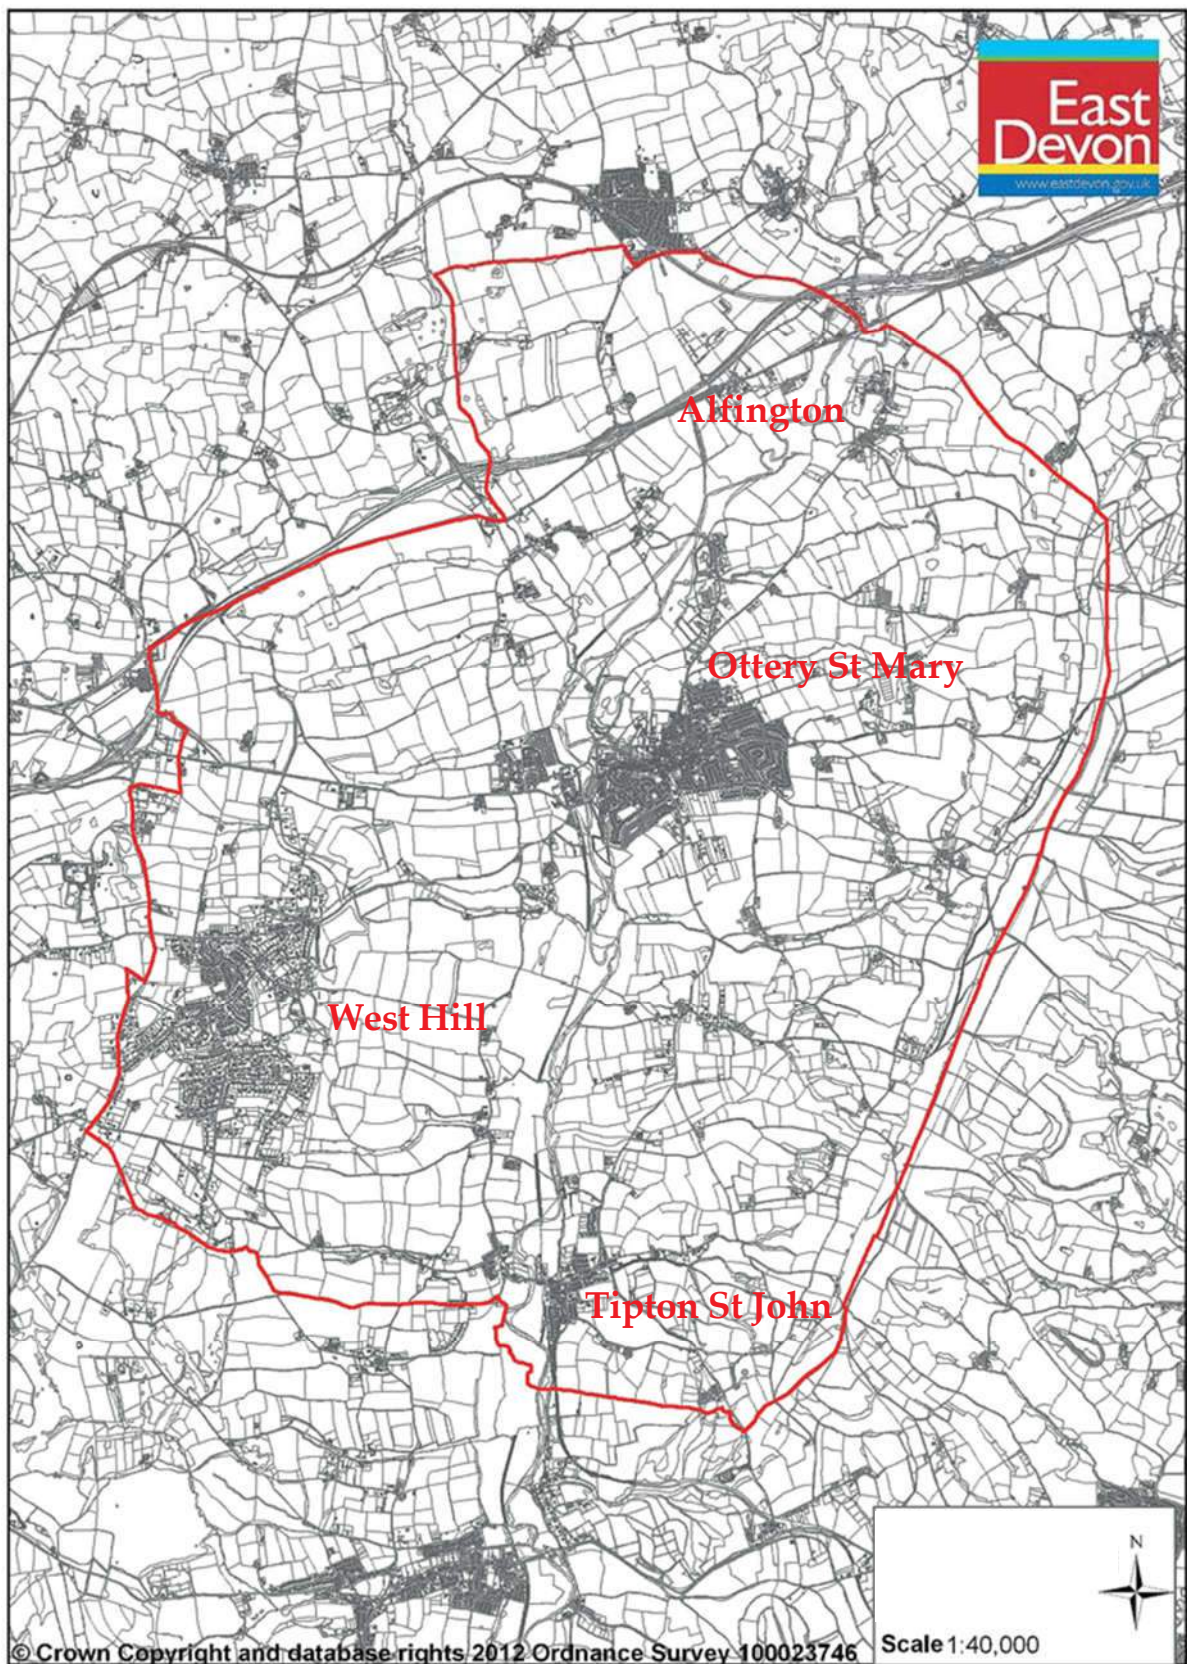 East
Devon
www.eastdevon.gov.uk
Alfington
Ottery St Mary
West Hill
Tipton St John
N
© Crown Copyright and database rights 2012 Ordnance Survey 100023746
Scale 1:40,000